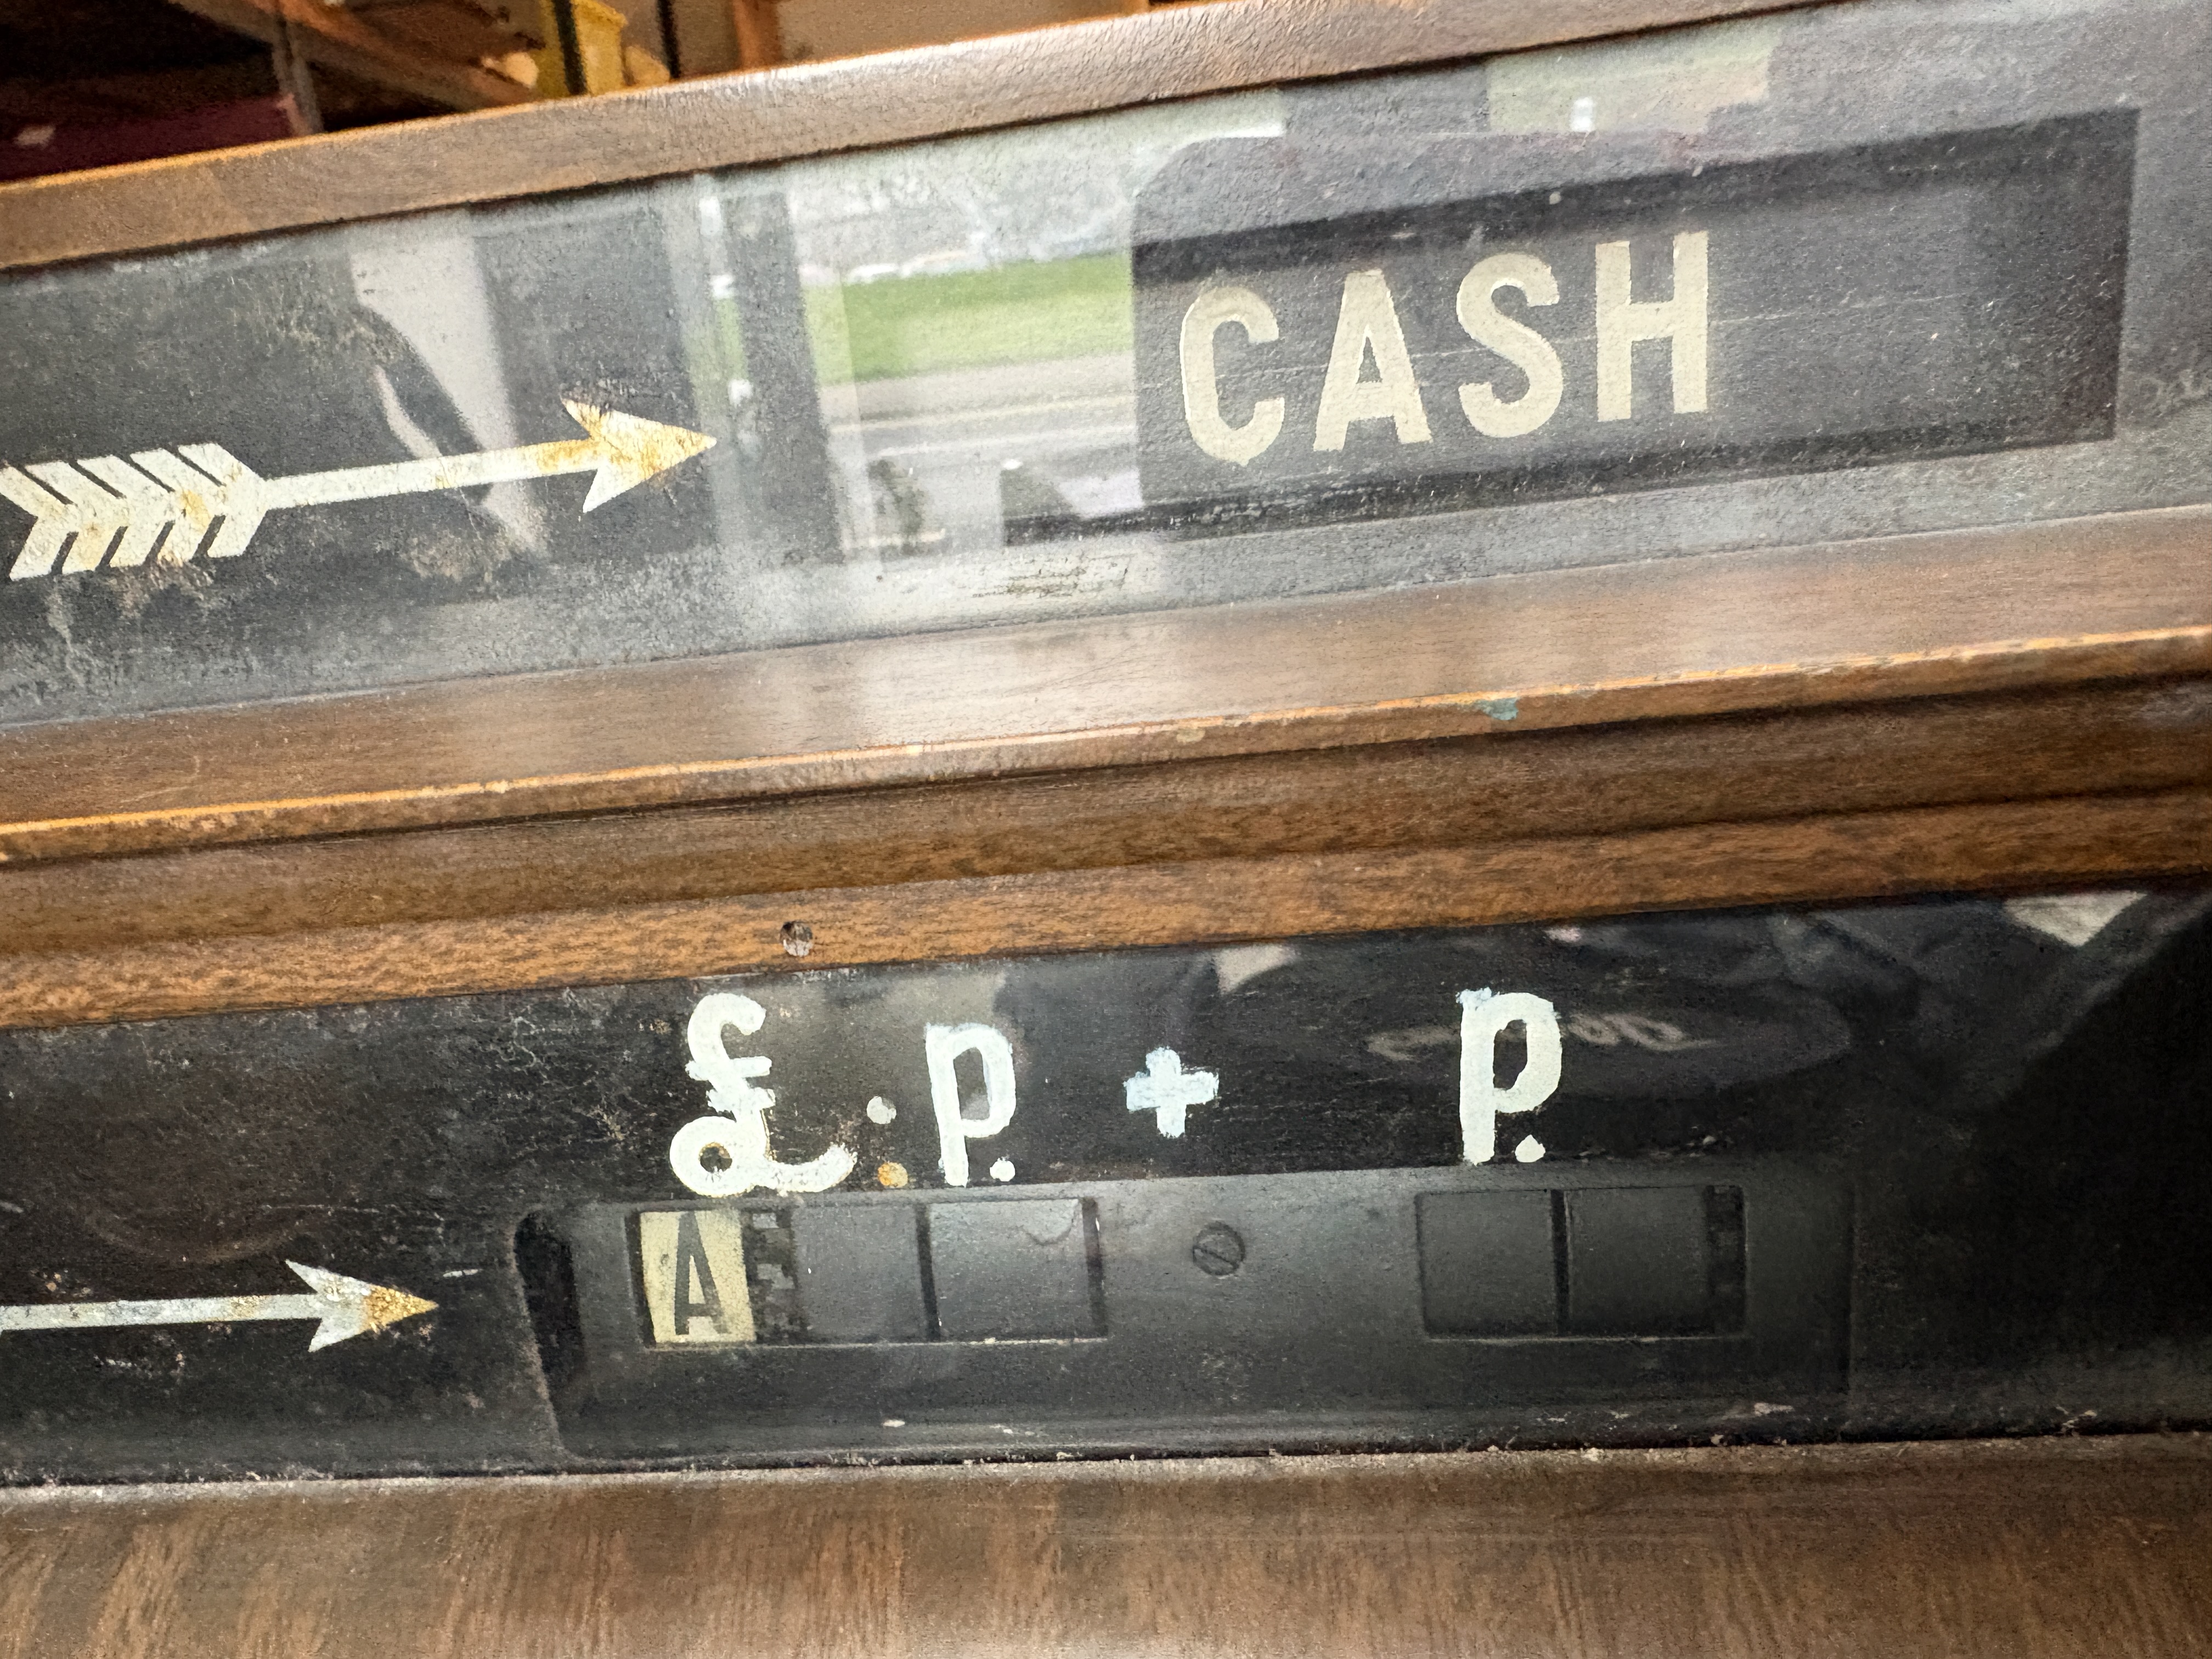 CASH
£. p. + p.
A